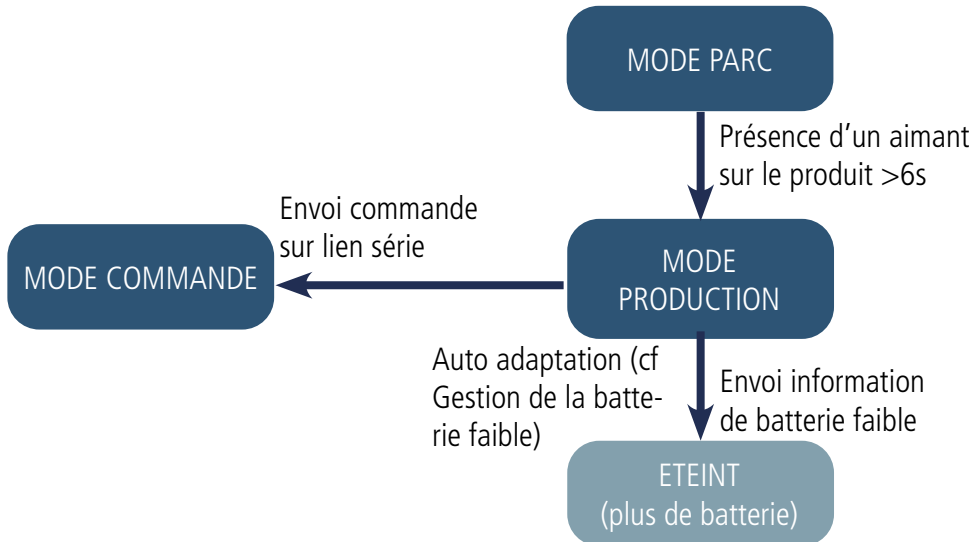 MODE PARC
Présence d’un aimant
sur le produit >6s
Envoi commande
sur lien série
MODE COMMANDE
MODE
PRODUCTION
Auto adaptation (cf
Gestion de la batte-
rie faible)
Envoi information
de batterie faible
ETEINT
(plus de batterie)